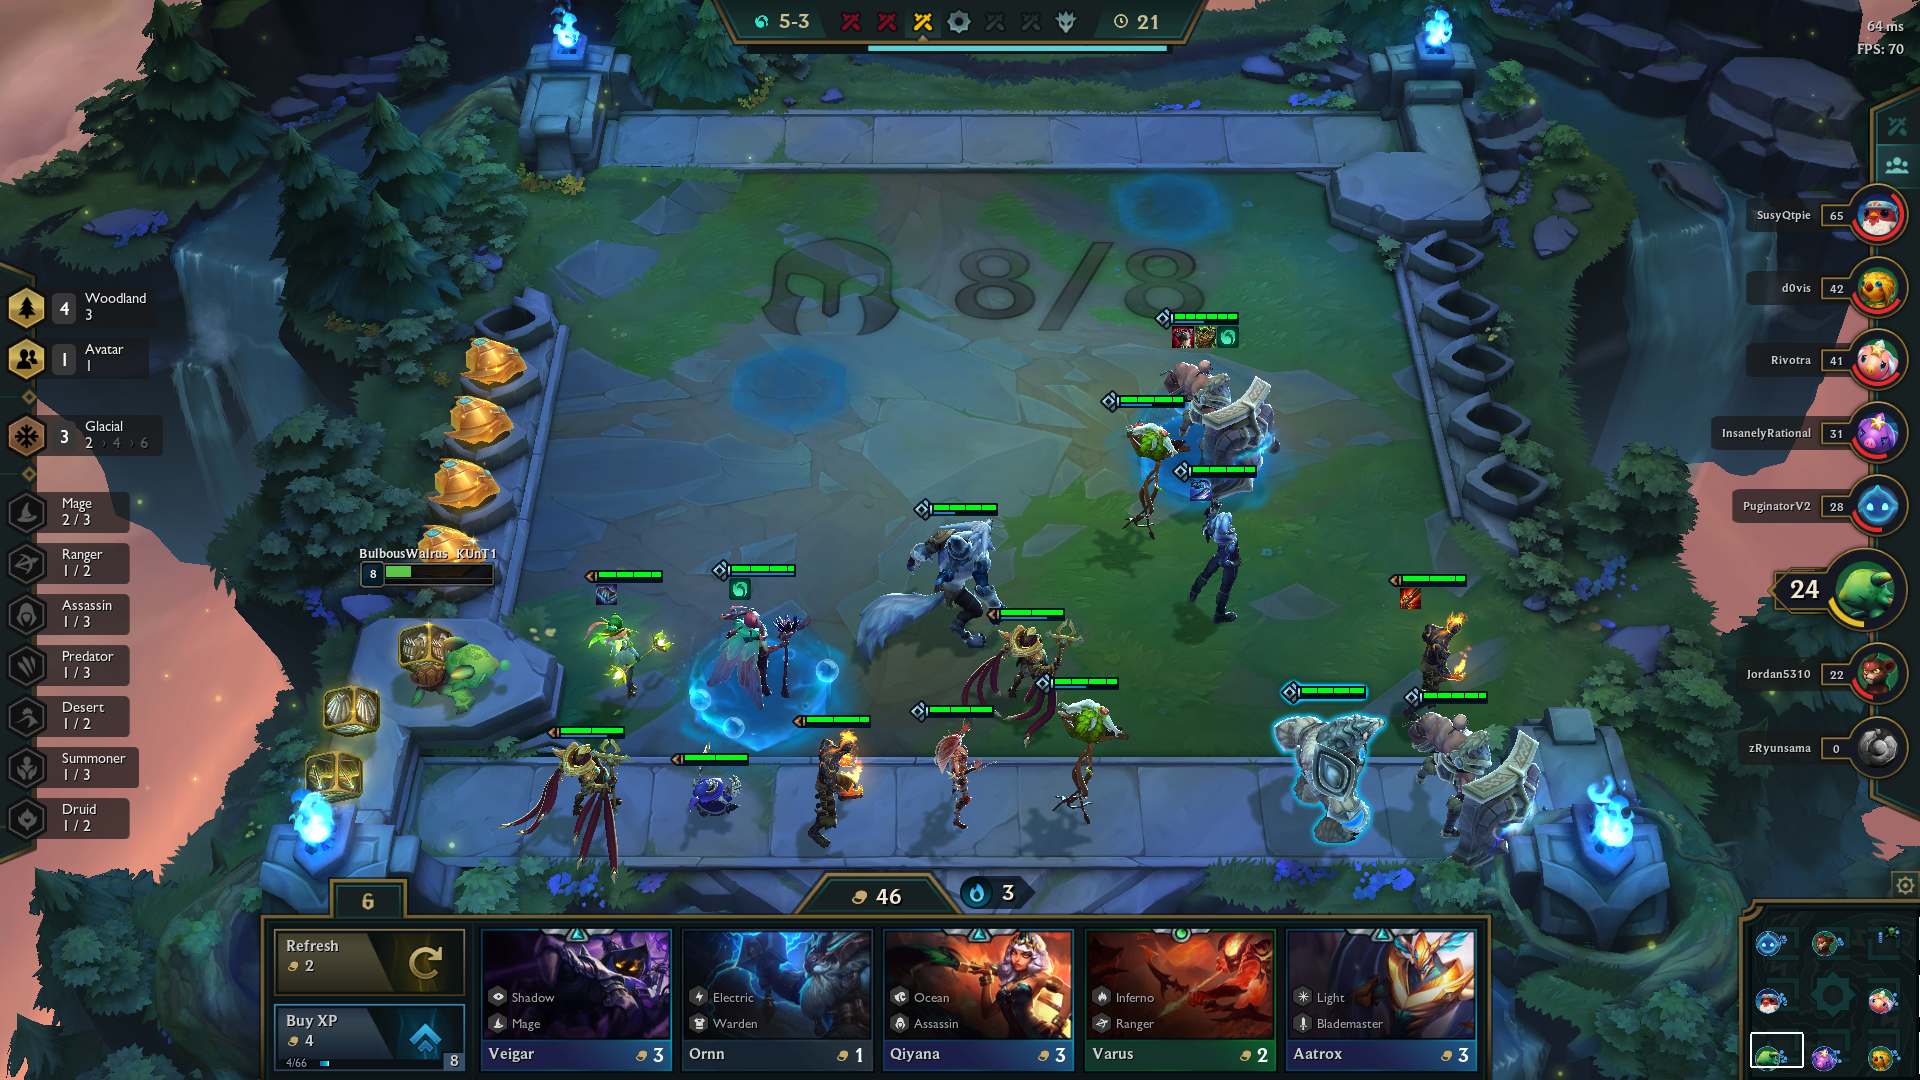 5-3
21
64 ms
FPS: 70
8/8
SusyQtpie
65
d0vis
42
Rivotra
41
InsanelyRational
31
PuginatorV2
28
24
Jordan5310
22
zRyunsama
0
4
Woodland
3
1
Avatar
1
3
Glacial
2 › 4 › 6
Mage
2 / 3
Ranger
1 / 2
Assassin
1 / 3
Predator
1 / 3
Desert
1 / 2
Summoner
1 / 3
Druid
1 / 2
BulbousWalrus KUnT1
8
6
46
3
Refresh
2
Buy XP
4
4/66
8
Shadow
Mage
Veigar
3
Electric
Warden
Ornn
1
Ocean
Assassin
Qiyana
3
Inferno
Ranger
Varus
2
Light
Blademaster
Aatrox
3